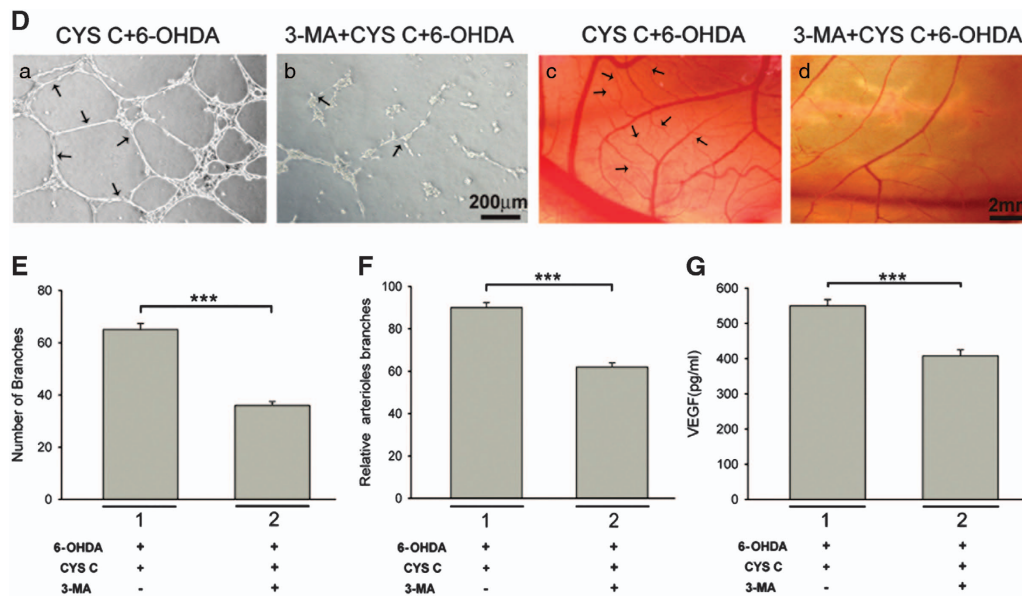 D
CYS C+6-OHDA 3-MA+CYS C+6-OHDA CYS C+6-OHDA 3-MA+CYS C+6-OHDA
a b c d
200μm 2mm
E
Number of Branches
80
60
40
20
0
***
1 2
6-OHDA + +
CYS C + +
3-MA - +
F
Relative arterioles branches
100
80
60
40
20
0
***
1 2
6-OHDA + +
CYS C + +
3-MA - +
G
VEGF(pg/ml)
600
500
400
300
200
100
0
***
1 2
6-OHDA + +
CYS C + +
3-MA - +